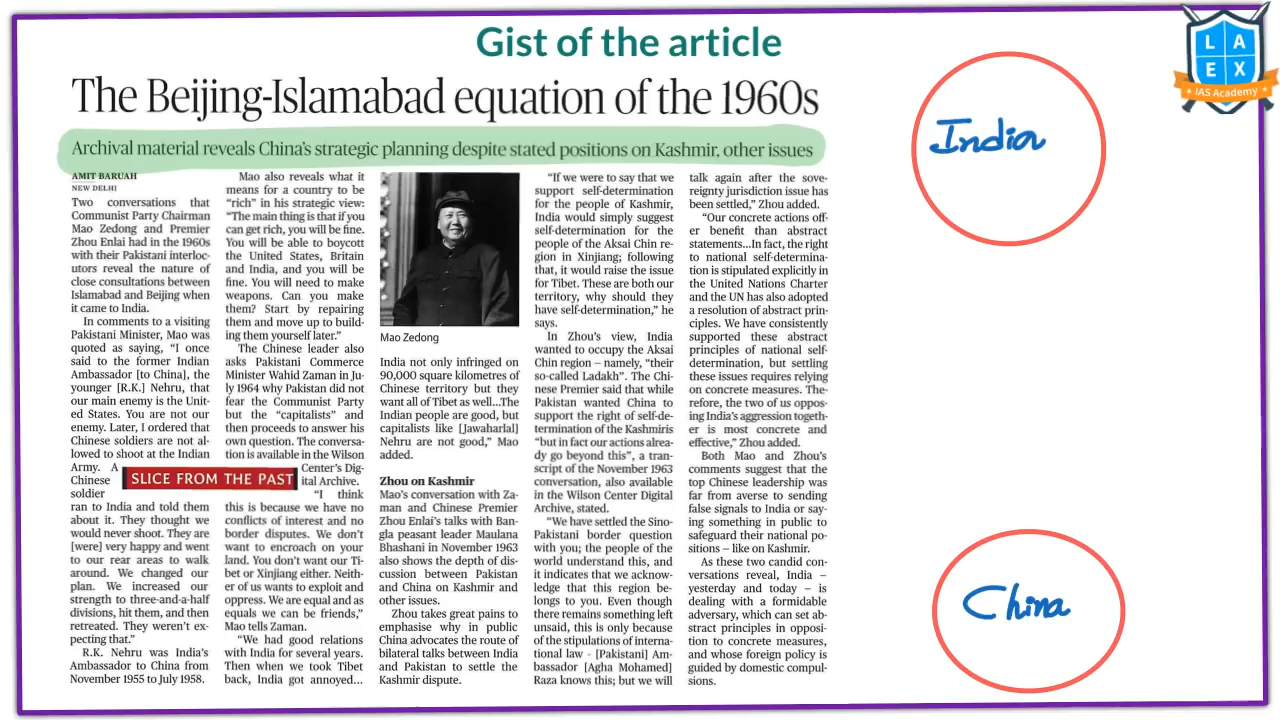 Gist of the article
The Beijing-Islamabad equation of the 1960s
Archival material reveals China's strategic planning despite stated positions on Kashmir, other issues
AMIT BARUAH
NEW DELHI
Two conversations that
Communist Party Chairman
Mao Zedong and Premier
Zhou Enlai had in the 1960s
with their Pakistani interloc-
utors reveal the nature of
close consultations between
Islamabad and Beijing when
it came to India.
In comments to a visiting
Pakistani Minister, Mao was
quoted as saying, “I once
said to the former Indian
Ambassador [to China], the
younger [R.K.] Nehru, that
our main enemy is the Unit-
ed States. You are not our
enemy. Later, I ordered that
Chinese soldiers are not al-
lowed to shoot at the Indian
Army. A
Chinese
soldier
ran to India and told them
about it. They thought we
would never shoot. They are
[were] very happy and went
to our rear areas to walk
around. We changed our
plan. We increased our
strength to three-and-a-half
divisions, hit them, and then
retreated. They weren't ex-
pecting that.”
R.K. Nehru was India's
Ambassador to China from
November 1955 to July 1958.
SLICE FROM THE PAST
Mao also reveals what it
means for a country to be
“rich” in his strategic view:
“The main thing is that if you
can get rich, you will be fine.
You will be able to boycott
the United States, Britain
and India, and you will be
fine. You will need to make
weapons. Can you make
them? Start by repairing
them and move up to build-
ing them yourself later.”
The Chinese leader also
asks Pakistani Commerce
Minister Wahid Zaman in Ju-
ly 1964 why Pakistan did not
fear the Communist Party
but the “capitalists” and
then proceeds to answer his
own question. The conversa-
tion is available in the Wilson
Center's Dig-
ital Archive.
“I think
this is because we have no
conflicts of interest and no
border disputes. We don't
want to encroach on your
land. You don't want our Ti-
bet or Xinjiang either. Neith-
er of us wants to exploit and
oppress. We are equal and as
equals we can be friends,”
Mao tells Zaman.
“We had good relations
with India for several years.
Then when we took Tibet
back, India got annoyed...
Mao Zedong
India not only infringed on
90,000 square kilometres of
Chinese territory but they
want all of Tibet as well...The
Indian people are good, but
capitalists like [Jawaharlal]
Nehru are not good,” Mao
added.
Zhou on Kashmir
Mao's conversation with Za-
man and Chinese Premier
Zhou Enlai's talks with Ban-
gla peasant leader Maulana
Bhashani in November 1963
also shows the depth of dis-
cussion between Pakistan
and China on Kashmir and
other issues.
Zhou takes great pains to
emphasise why in public
China advocates the route of
bilateral talks between India
and Pakistan to settle the
Kashmir dispute.
“If we were to say that we
support self-determination
for the people of Kashmir,
India would simply suggest
self-determination for the
people of the Aksai Chin re-
gion in Xinjiang; following
that, it would raise the issue
for Tibet. These are both our
territory, why should they
have self-determination,” he
says.
In Zhou's view, India
wanted to occupy the Aksai
Chin region – namely, “their
so-called Ladakh”. The Chi-
nese Premier said that while
Pakistan wanted China to
support the right of self-de-
termination of the Kashmiris
“but in fact our actions alrea-
dy go beyond this”, a tran-
script of the November 1963
conversation, also available
in the Wilson Center Digital
Archive, stated.
“We have settled the Sino-
Pakistani border question
with you; the people of the
world understand this, and
it indicates that we acknow-
ledge that this region be-
longs to you. Even though
there remains something left
unsaid, this is only because
of the stipulations of interna-
tional law - [Pakistani] Am-
bassador [Agha Mohamed]
Raza knows this; but we will
talk again after the sove-
reignty jurisdiction issue has
been settled,” Zhou added.
“Our concrete actions off-
er benefit than abstract
statements...In fact, the right
to national self-determina-
tion is stipulated explicitly in
the United Nations Charter
and the UN has also adopted
a resolution of abstract prin-
ciples. We have consistently
supported these abstract
principles of national self-
determination, but settling
these issues requires relying
on concrete measures. The-
refore, the two of us oppos-
ing India's aggression togeth-
er is most concrete and
effective,” Zhou added.
Both Mao and Zhou's
comments suggest that the
top Chinese leadership was
far from averse to sending
false signals to India or say-
ing something in public to
safeguard their national po-
sitions – like on Kashmir.
As these two candid con-
versations reveal, India –
yesterday and today – is
dealing with a formidable
adversary, which can set ab-
stract principles in opposi-
tion to concrete measures,
and whose foreign policy is
guided by domestic compul-
sions.
India
China
L A
E X
IAS Academy